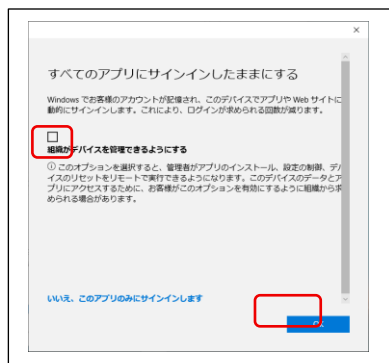 すべてのアプリにサインインしたままにする
Windows でお客様のアカウントが記憶され、このデバイスでアプリや Web サイトに
動的にサインインします。これにより、ログインが求められる回数が減ります。
組織がデバイスを管理できるようにする
このオプションを選択すると、管理者がアプリのインストール、設定の制御、デバ
イスのリセットをリモートで実行できるようになります。このデバイスのデータとア
プリにアクセスするために、お客様がこのオプションを有効にするように組織から求
められる場合があります。
いいえ、このアプリのみにサインインします
OK